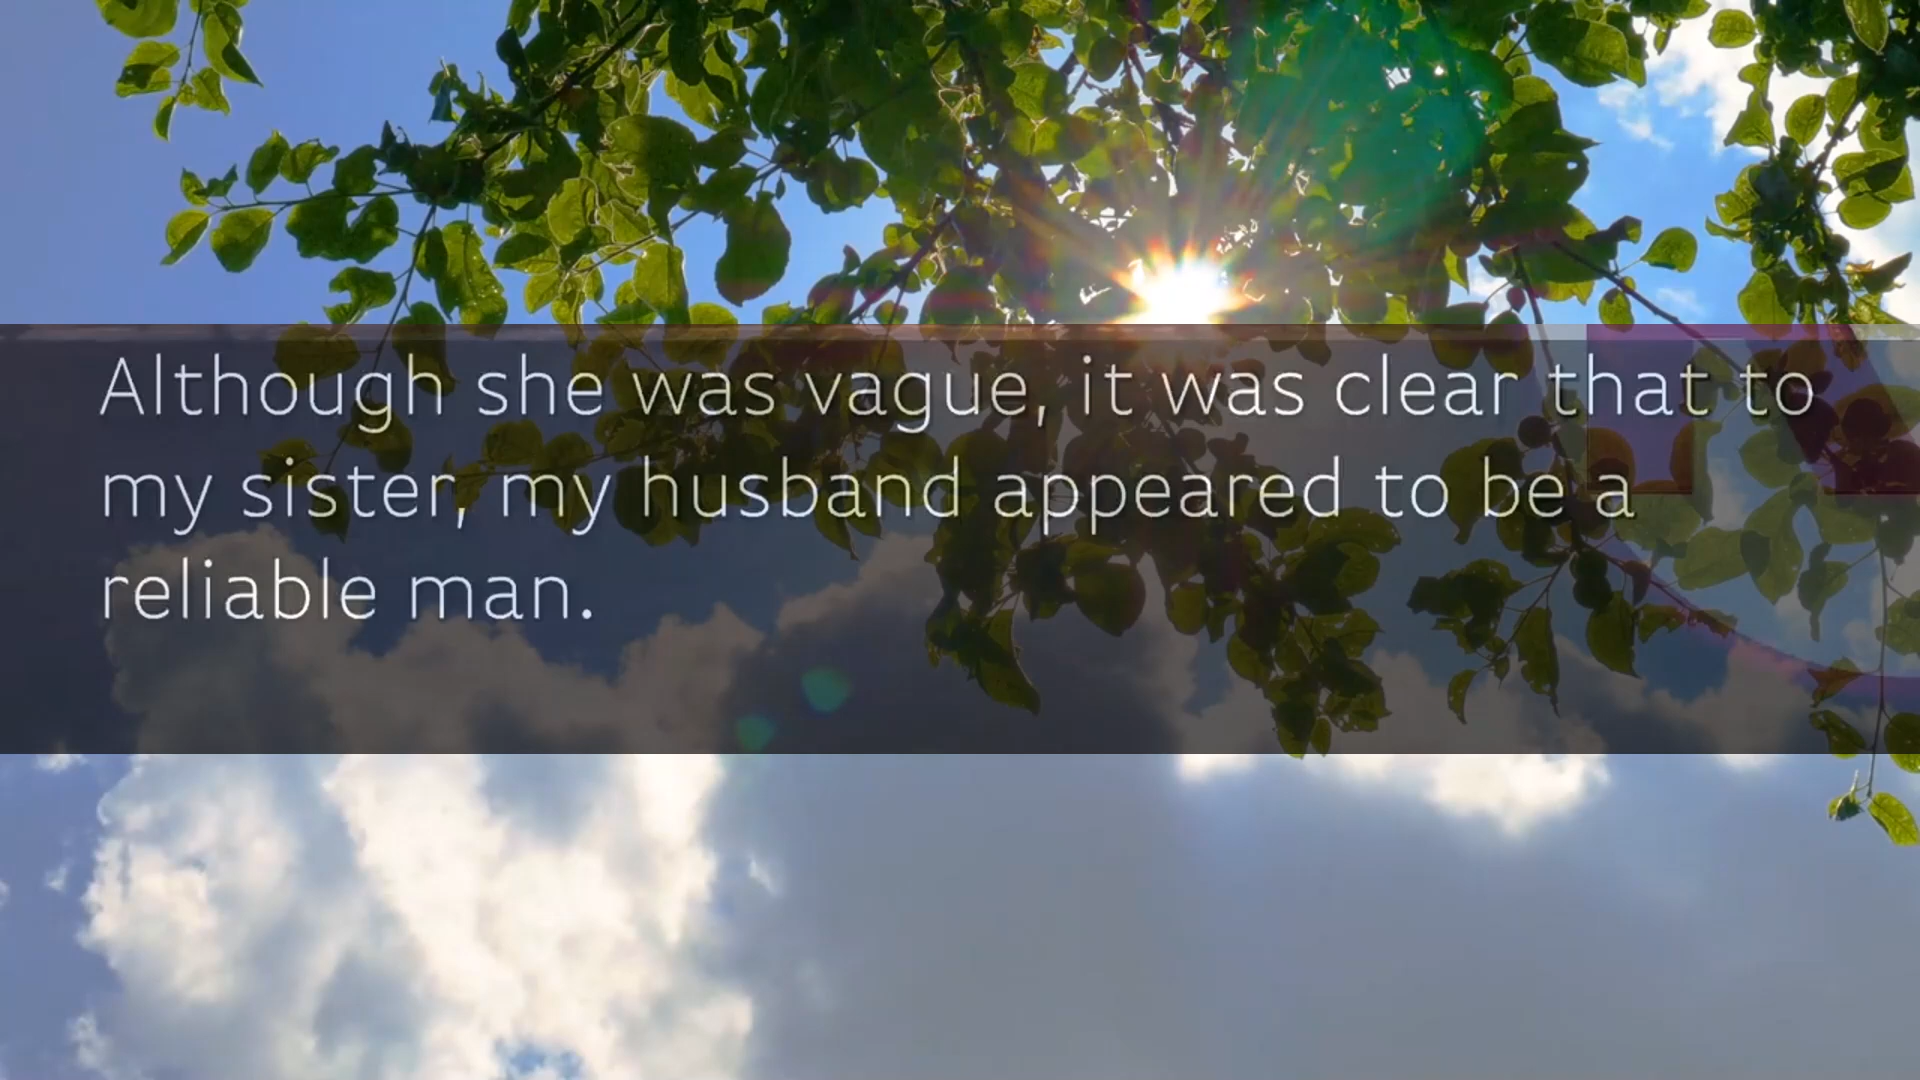 Although she was vague, it was clear that to
my sister, my husband appeared to be a
reliable man.